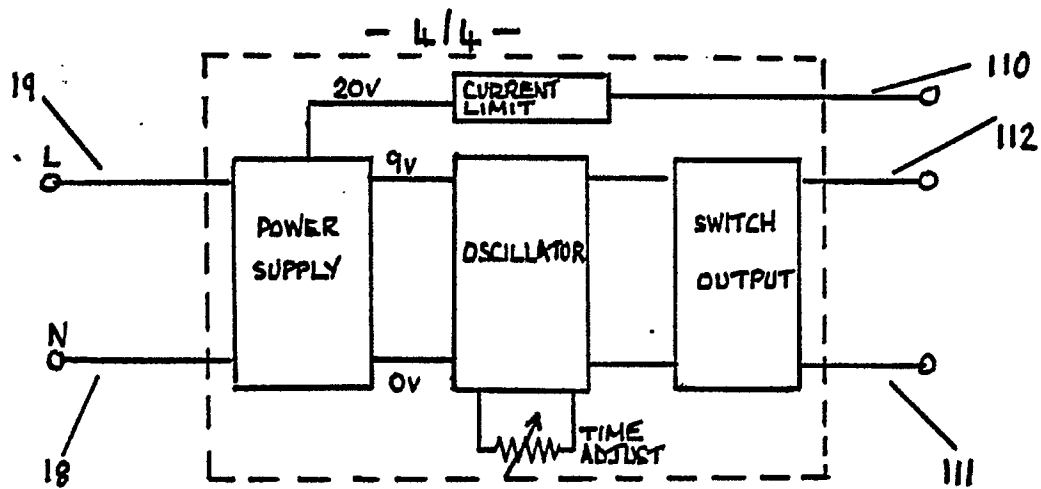 - 4/4 -
19
110
20V
CURRENT
LIMIT
112
L
9V
POWER
SUPPLY
OSCILLATOR
SWITCH
OUTPUT
N
0V
TIME
ADJUST
18
111